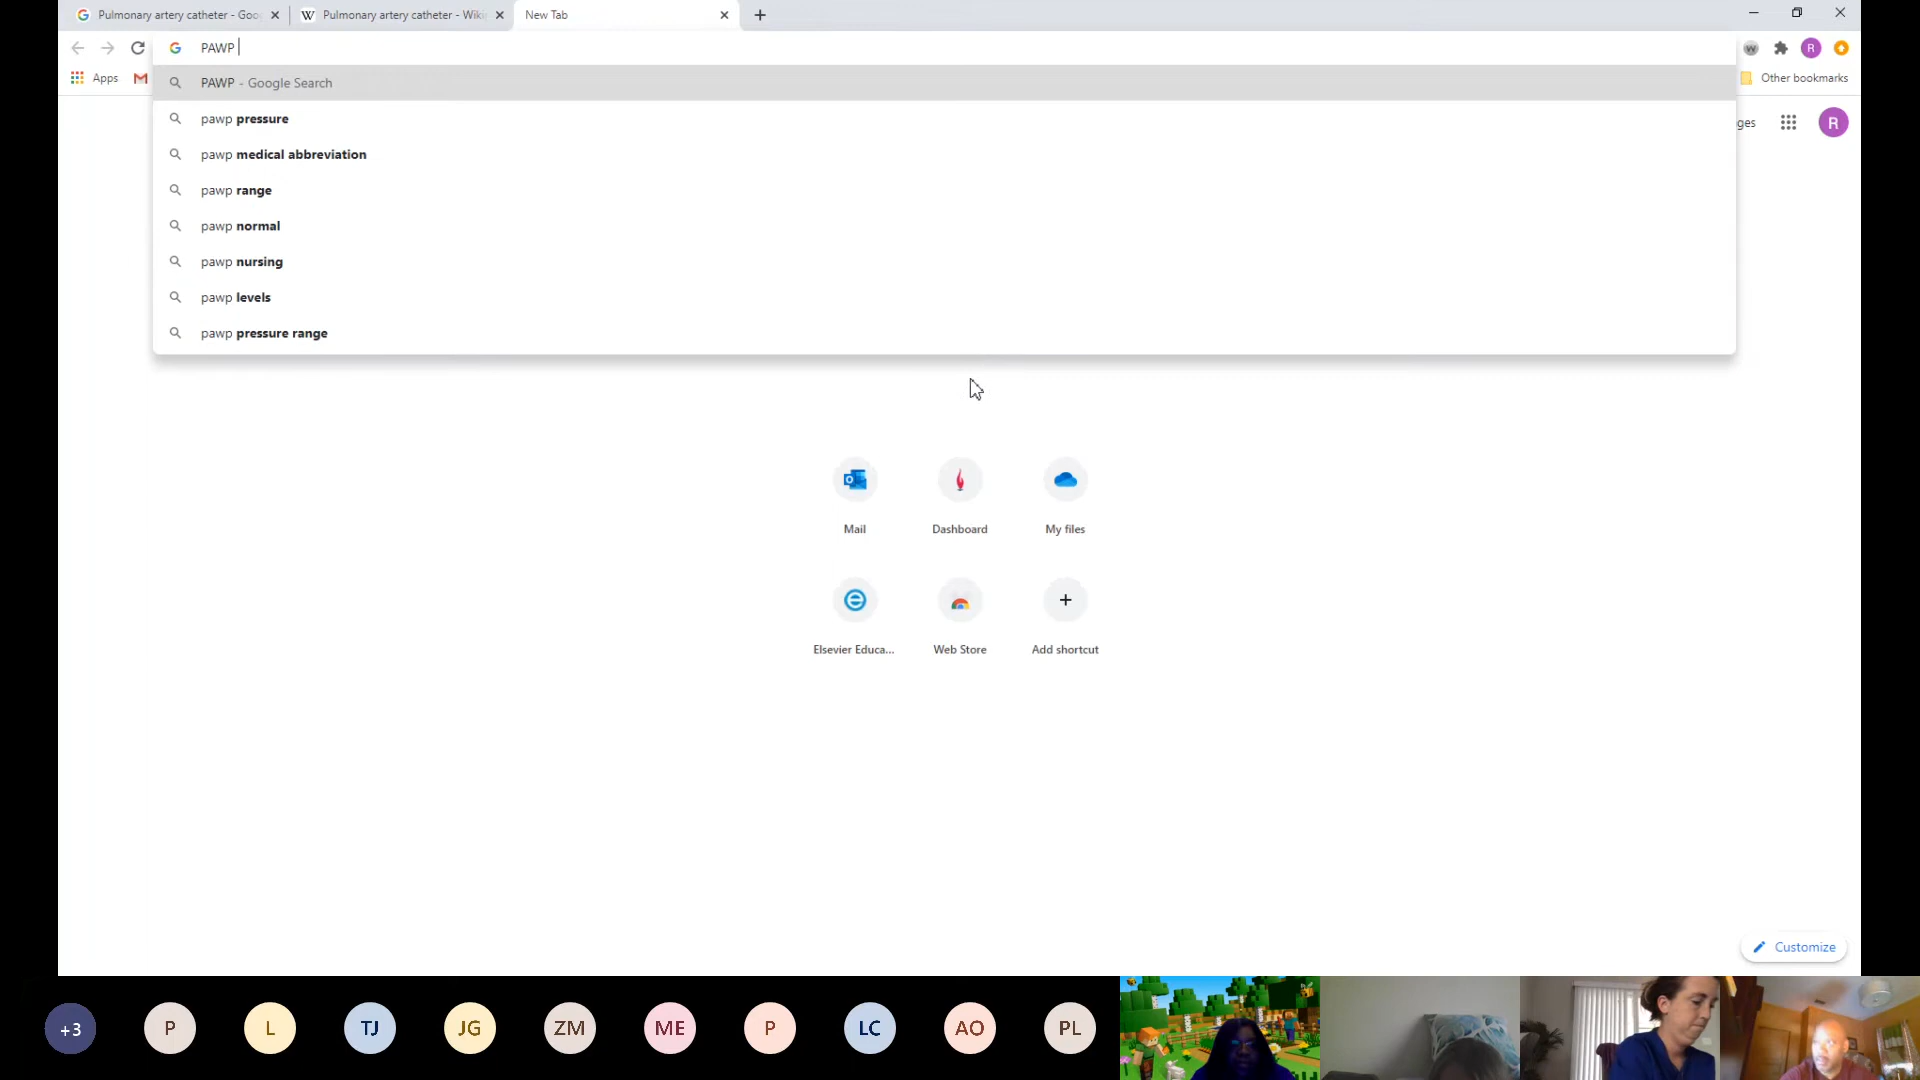 Pulmonary artery catheter - Goo
Pulmonary artery catheter - Wiki
New Tab
PAWP
Apps
Other bookmarks
PAWP - Google Search
pawp pressure
pawp medical abbreviation
pawp range
pawp normal
pawp nursing
pawp levels
pawp pressure range
ges
R
R
Mail
Dashboard
My files
Elsevier Educa...
Web Store
Add shortcut
Customize
+3
P
L
TJ
JG
ZM
ME
P
LC
AO
PL